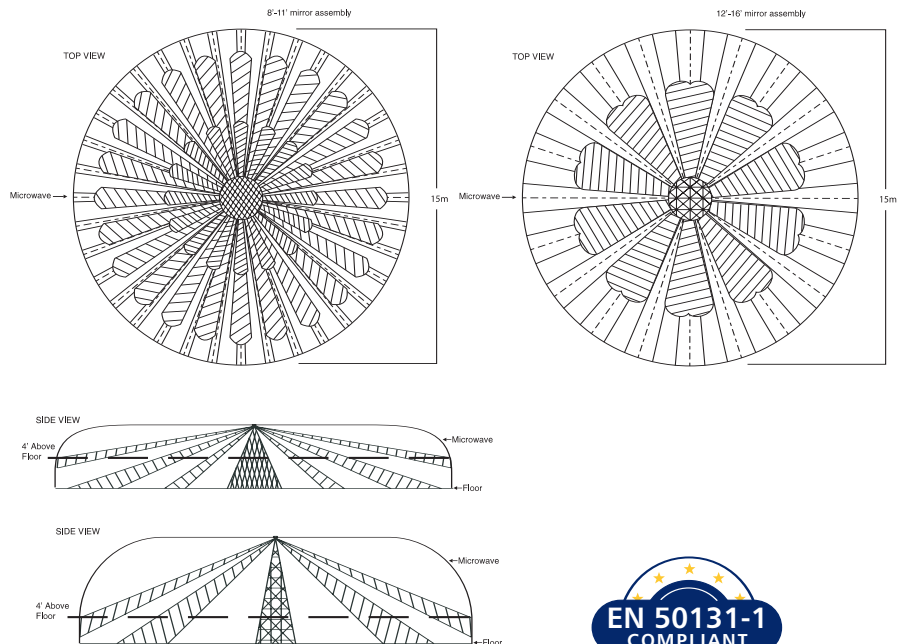 8'-11' mirror assembly
12'-16' mirror assembly
TOP VIEW
TOP VIEW
Microwave
15m
Microwave
15m
SIDE VIEW
4' Above
Floor
Microwave
Floor
SIDE VIEW
Microwave
4' Above
Floor
Floor
EN 50131-1
COMPLIANT